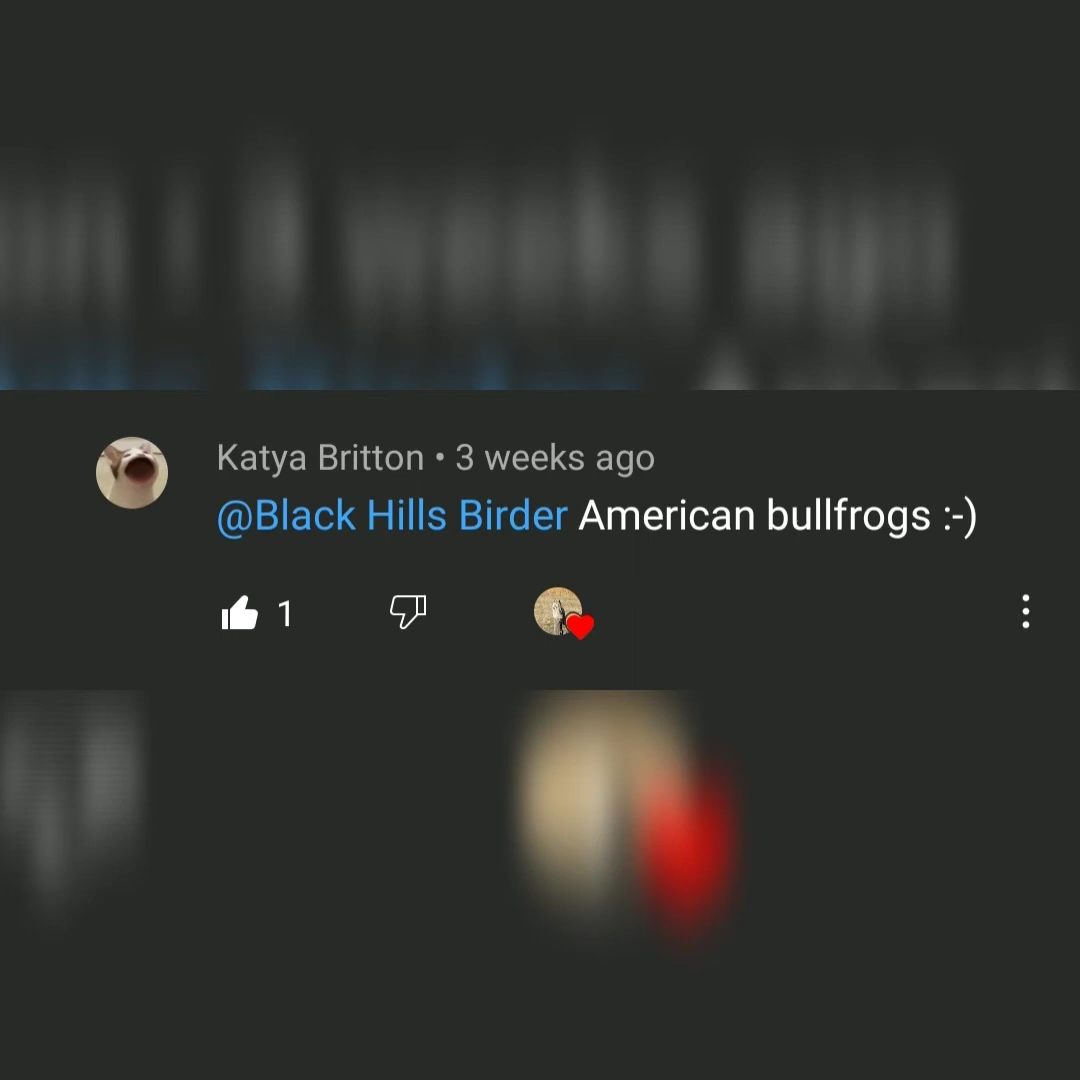 Katya Britton • 3 weeks ago
@Black Hills Birder American bullfrogs :-)
1